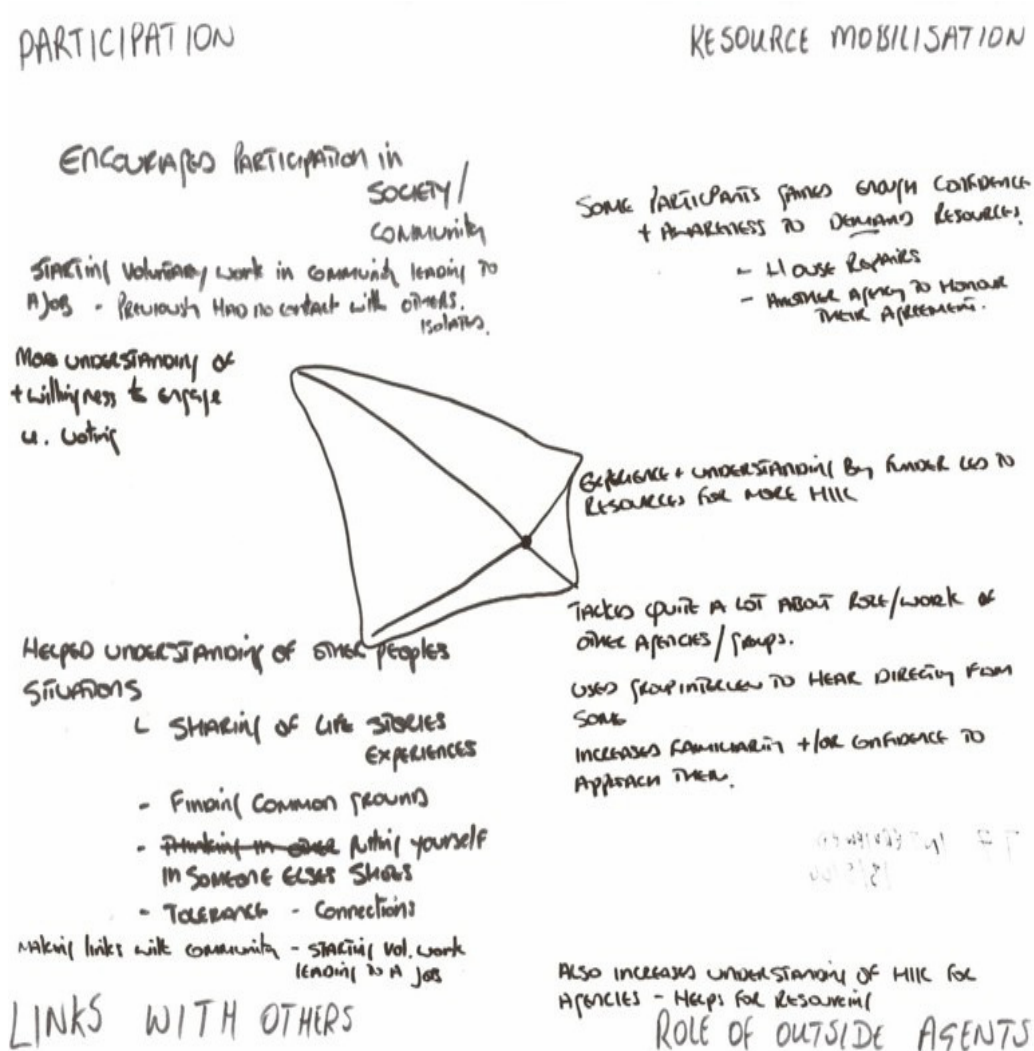 PARTICIPATION
RESOURCE MOBILISATION
ENCOURAGED PARTICIPATION in
SOCIETY/
COMMUNITY
STARTING VOLUNTARY WORK in COMMUNITY LEADING TO
A JOB - PREVIOUSLY HAD no contact with OTHERS.
ISOLATED.
MORE UNDERSTANDING OF
+ willingness to engage
u. voting
SOME PARTICIPANTS GAINED ENOUGH CONFIDENCE
+ AWARENESS TO DEMAND RESOURCES.
- HOUSE REPAIRS
- ANOTHER AGENCY TO HONOUR
THEIR AGREEMENT.
EXPERIENCE + UNDERSTANDING BY FUNDER LED TO
RESOURCES FOR MORE HIIC
TALKED QUITE A LOT ABOUT ROLE/WORK OF
OTHER AGENCIES/GROUPS.
USED GROUP INTERVIEW TO HEAR DIRECTLY FROM
SOME
INCREASED FAMILIARITY +/OR CONFIDENCE TO
APPROACH THEM.
HELPED UNDERSTANDING OF OTHER PEOPLES
SITUATIONS
L SHARING OF LIFE STORIES
EXPERIENCES
- FINDING COMMON GROUND
- Thinking in other putting yourself
IN SOMEONE ELSES SHOES
- TOLERANCE - Connections
MAKING links with community - STARTING Vol. work
LEADING TO A JOB
ALSO INCREASES UNDERSTANDING OF HIIC FOR
AGENCIES - HELPS FOR RESOURCING
LINKS WITH OTHERS
ROLE OF OUTSIDE AGENTS